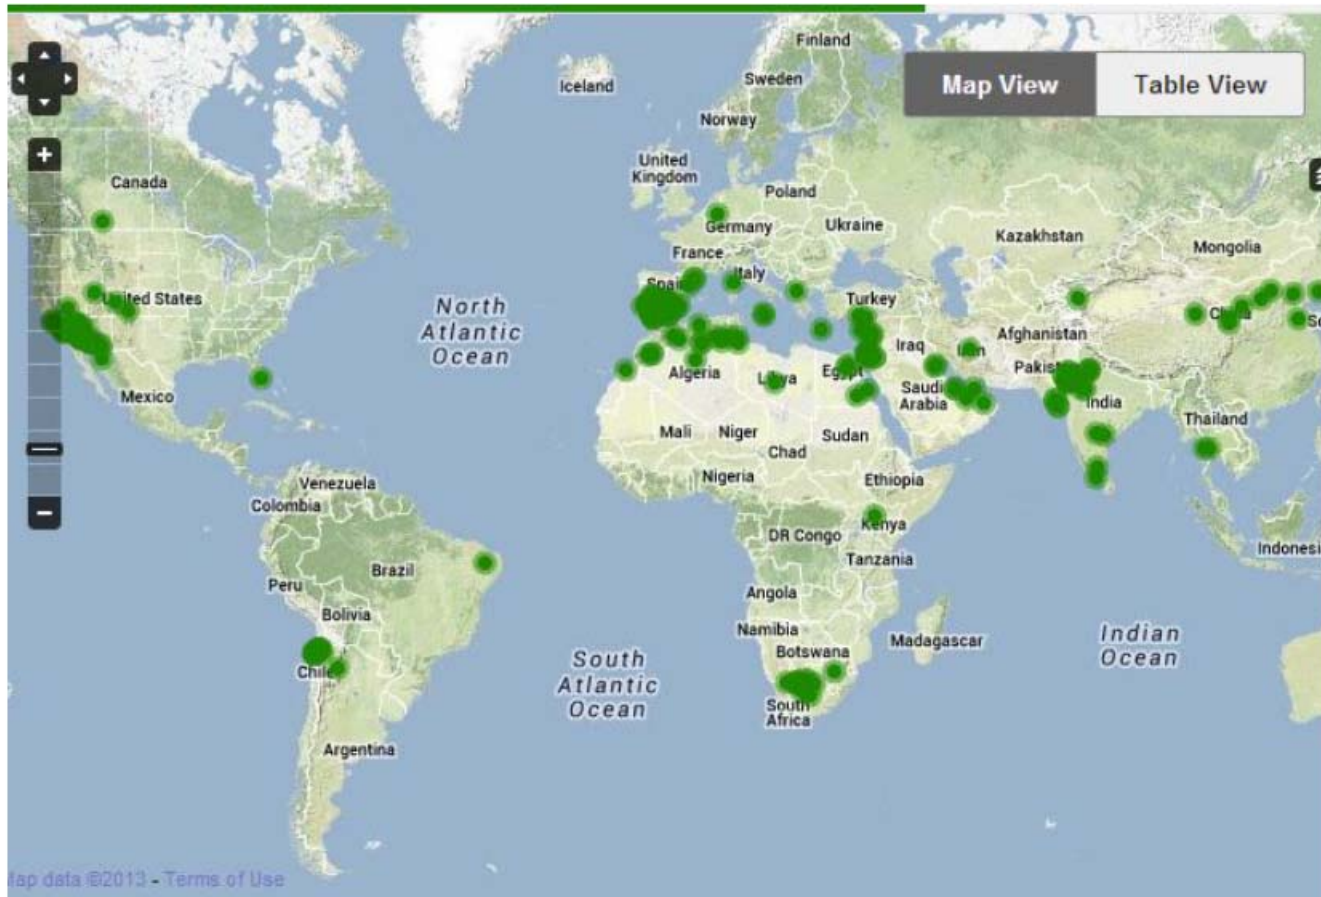 Finland
Map View
Table View
Iceland
Sweden
Norway
United
Kingdom
Canada
Poland
Germany
Ukraine
France
Kazakhstan
Mongolia
Italy
United States
Turkey
North
Atlantic
Ocean
Afghanistan
Iraq
Iran
Algeria
Libya
Egypt
Saudi
Arabia
India
Mexico
Thailand
Mali
Niger
Sudan
Chad
Nigeria
Ethiopia
Venezuela
Colombia
Kenya
DR Congo
Indonesi
Tanzania
Brazil
Peru
Angola
Bolivia
Namibia
Madagascar
Indian
Ocean
Botswana
South
Atlantic
Ocean
Chile
South
Africa
Argentina
Map data ©2013 - Terms of Use